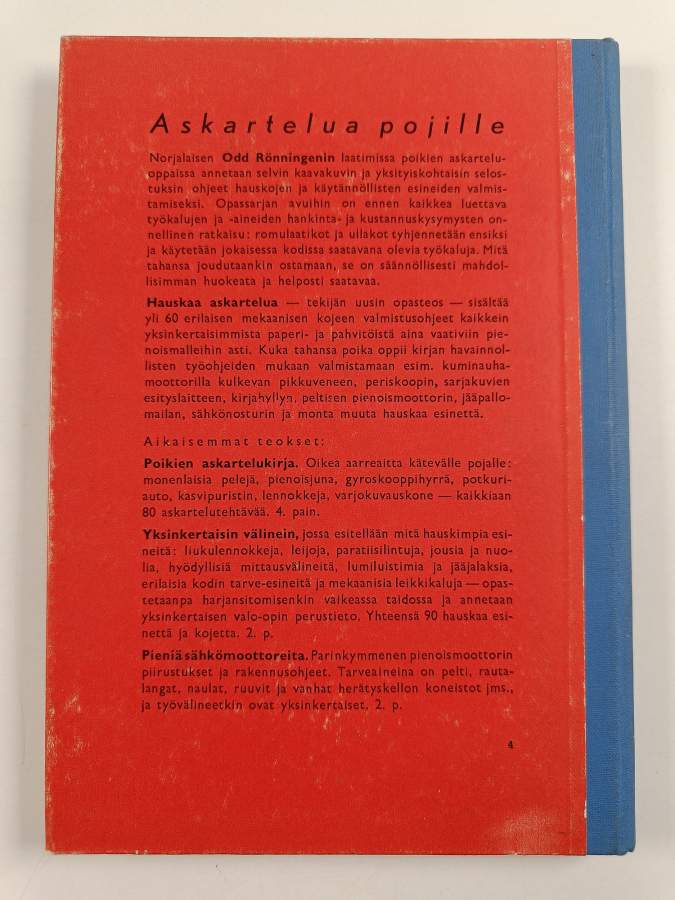 Askartelua pojille
Norjalaisen Odd Rönningenin laatimissa poikien askartelu-
oppaissa annetaan selvin kaavakuvin ja yksityiskohtaisin selos-
tuksin ohjeet hauskojen ja käytännöllisten esineiden valmis-
tamiseksi. Opassarjan avuihin on ennen kaikkea luettava
työkalujen ja -aineiden hankinta- ja kustannuskysymysten on-
nellinen ratkaisu: romulaatikot ja ullakot tyhjennetään ensiksi
ja käytetään jokaisessa kodissa saatavana olevia työkaluja. Mitä
tahansa joudutaankin ostamaan, se on säännöllisesti mahdol-
lisimman huokeata ja helposti saatavaa.
Hauskaa askartelua — tekijän uusin opasteos — sisältää
yli 60 erilaisen mekaanisen kojeen valmistusohjeet kaikkein
yksinkertaisimmista paperi- ja pahvitöistä aina vaativiin pie-
noismalleihin asti. Kuka tahansa poika oppii kirjan havainnol-
listen työohjeiden mukaan valmistamaan esim. kuminauha-
moottorilla kulkevan pikkuveneen, periskoopin, sarjakuvien
esityslaitteen, kirjahyllyn, peltisen pienoismoottorin, jääpallo-
mailan, sähkönosturin ja monta muuta hauskaa esinettä.
Aikaisemmat teokset:
Poikien askartelukirja. Oikea aarreaitta kätevälle pojalle:
monenlaisia pelejä, pienoisjuna, gyroskooppihyrrä, potkuri-
auto, kasvipuristin, lennokkeja, varjokuvauskone — kaikkiaan
80 askartelutehtävää. 4. pain.
Yksinkertaisin välinein, jossa esitellään mitä hauskimpia esi-
neitä: liukulennokkeja, leijoja, paratiisilintuja, jousia ja nuo-
lia, hyödyllisiä mittausvälineitä, lumiluistimia ja jääjalaksia,
erilaisia kodin tarve-esineitä ja mekaanisia leikkikaluja — opas-
tetaanpa harjansitomisenkin vaikeassa taidossa ja annetaan
yksinkertaisen valo-opin perustieto. Yhteensä 90 hauskaa esi-
nettä ja kojetta. 2. p.
Pieniä sähkömoottoreita. Parinkymmenen pienoismoottorin
piirustukset ja rakennusohjeet. Tarveaineina on pelti, rauta-
langat, naulat, ruuvit ja vanhat herätyskellon koneistot jms.,
ja työvälineetkin ovat yksinkertaiset. 2. p.
4